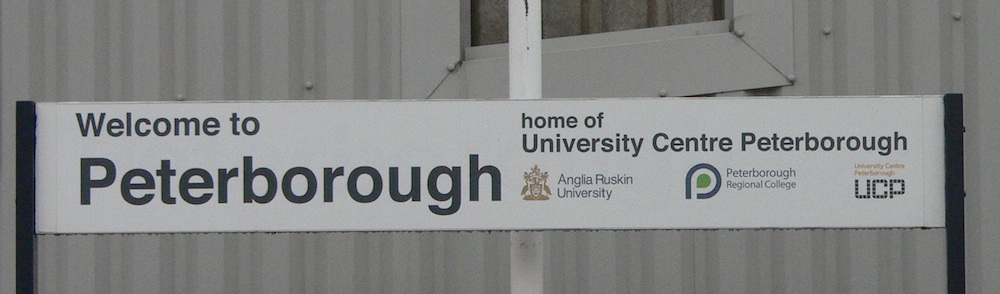 Welcome to
Peterborough
home of
University Centre Peterborough
Anglia Ruskin
University
Peterborough
Regional College
University Centre
Peterborough
UCP